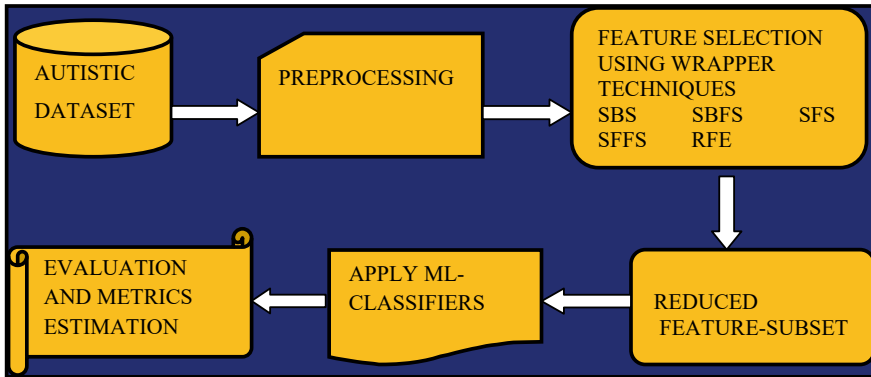 AUTISTIC
DATASET
PREPROCESSING
FEATURE SELECTION
USING WRAPPER
TECHNIQUES
SBS SBFS SFS
SFFS RFE
REDUCED
FEATURE-SUBSET
APPLY ML-
CLASSIFIERS
EVALUATION
AND METRICS
ESTIMATION